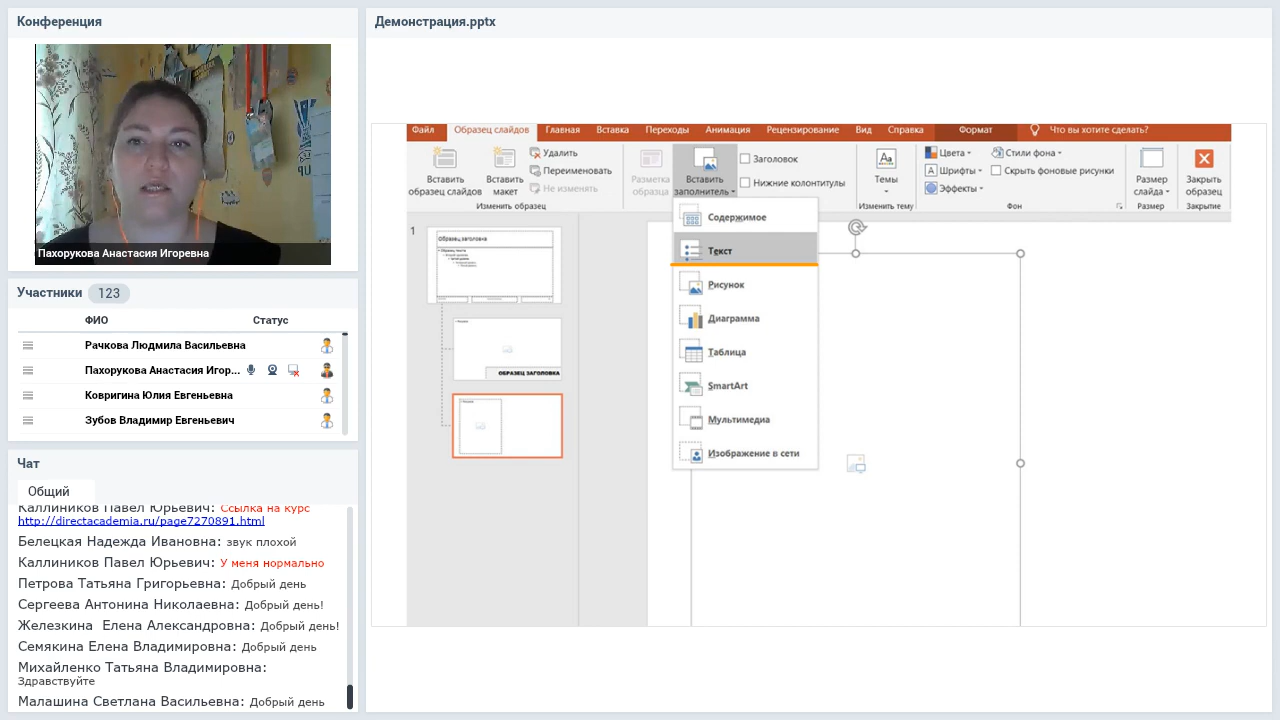 Конференция
Пахорукова Анастасия Игоревна
Участники 123
ФИО Статус
Рачкова Людмила Васильевна
Пахорукова Анастасия Игор...
Ковригина Юлия Евгеньевна
Зубов Владимир Евгеньевич
Чат
Общий
Каллиников Павел Юрьевич: Ссылка на курс
http://directacademia.ru/page7270891.html
Белецкая Надежда Ивановна: звук плохой
Каллиников Павел Юрьевич: У меня нормально
Петрова Татьяна Григорьевна: Добрый день
Сергеева Антонина Николаевна: Добрый день!
Железкина  Елена Александровна: Добрый день!
Семякина Елена Владимировна: Добрый день
Михайленко Татьяна Владимировна:
Здравствуйте
Малашина Светлана Васильевна: Добрый день
Демонстрация.pptx
Файл Образец слайдов Главная Вставка Переходы Анимация Рецензирование Вид Справка Формат Что вы хотите сделать?
Вставить образец слайдов
Вставить макет
Удалить
Переименовать
Не изменять
Изменить образец
Разметка образца
Вставить заполнитель
Заголовок
Нижние колонтитулы
Темы
Изменить тему
Цвета
Шрифты
Эффекты
Стили фона
Скрыть фоновые рисунки
Фон
Размер слайда
Размер
Закрыть образец
Закрытие
Содержимое
Текст
Рисунок
Диаграмма
Таблица
SmartArt
Мультимедиа
Изображение в сети
1
Образец заголовка
ОБРАЗЕЦ ЗАГОЛОВКА